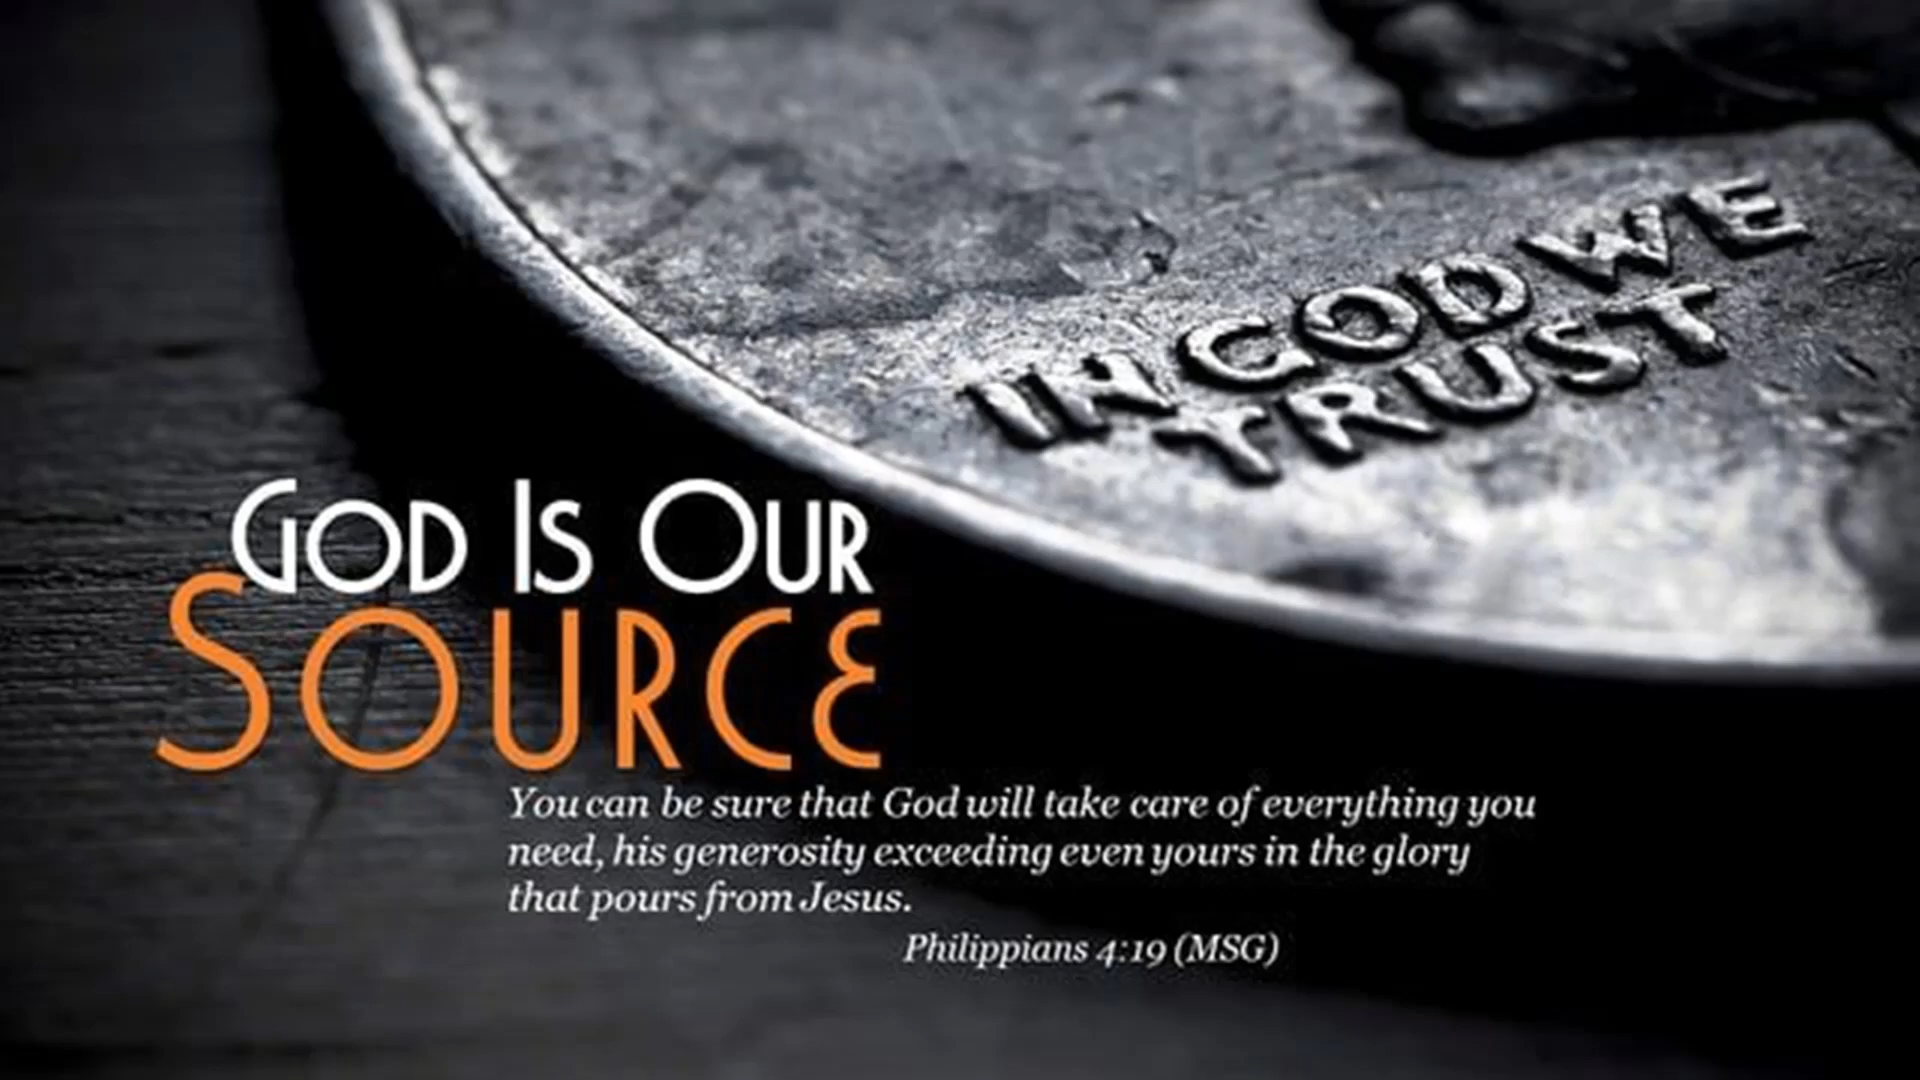 IN GOD WE
TRUST
GOD IS OUR
SOURCE
You can be sure that God will take care of everything you
need, his generosity exceeding even yours in the glory
that pours from Jesus.
Philippians 4:19 (MSG)